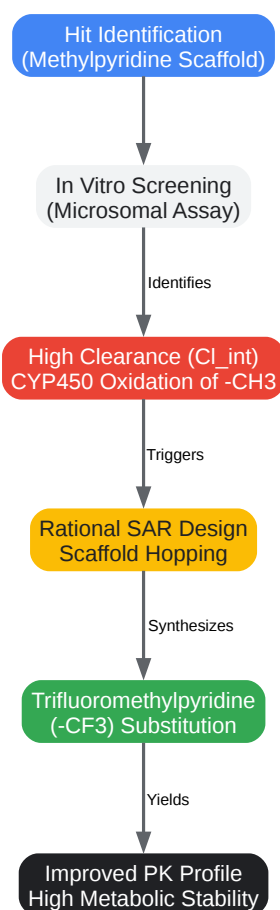 Hit Identification
(Methylpyridine Scaffold)
In Vitro Screening
(Microsomal Assay)
Identifies
High Clearance (Cl_int)
CYP450 Oxidation of -CH3
Triggers
Rational SAR Design
Scaffold Hopping
Synthesizes
Trifluoromethylpyridine
(-CF3) Substitution
Yields
Improved PK Profile
High Metabolic Stability